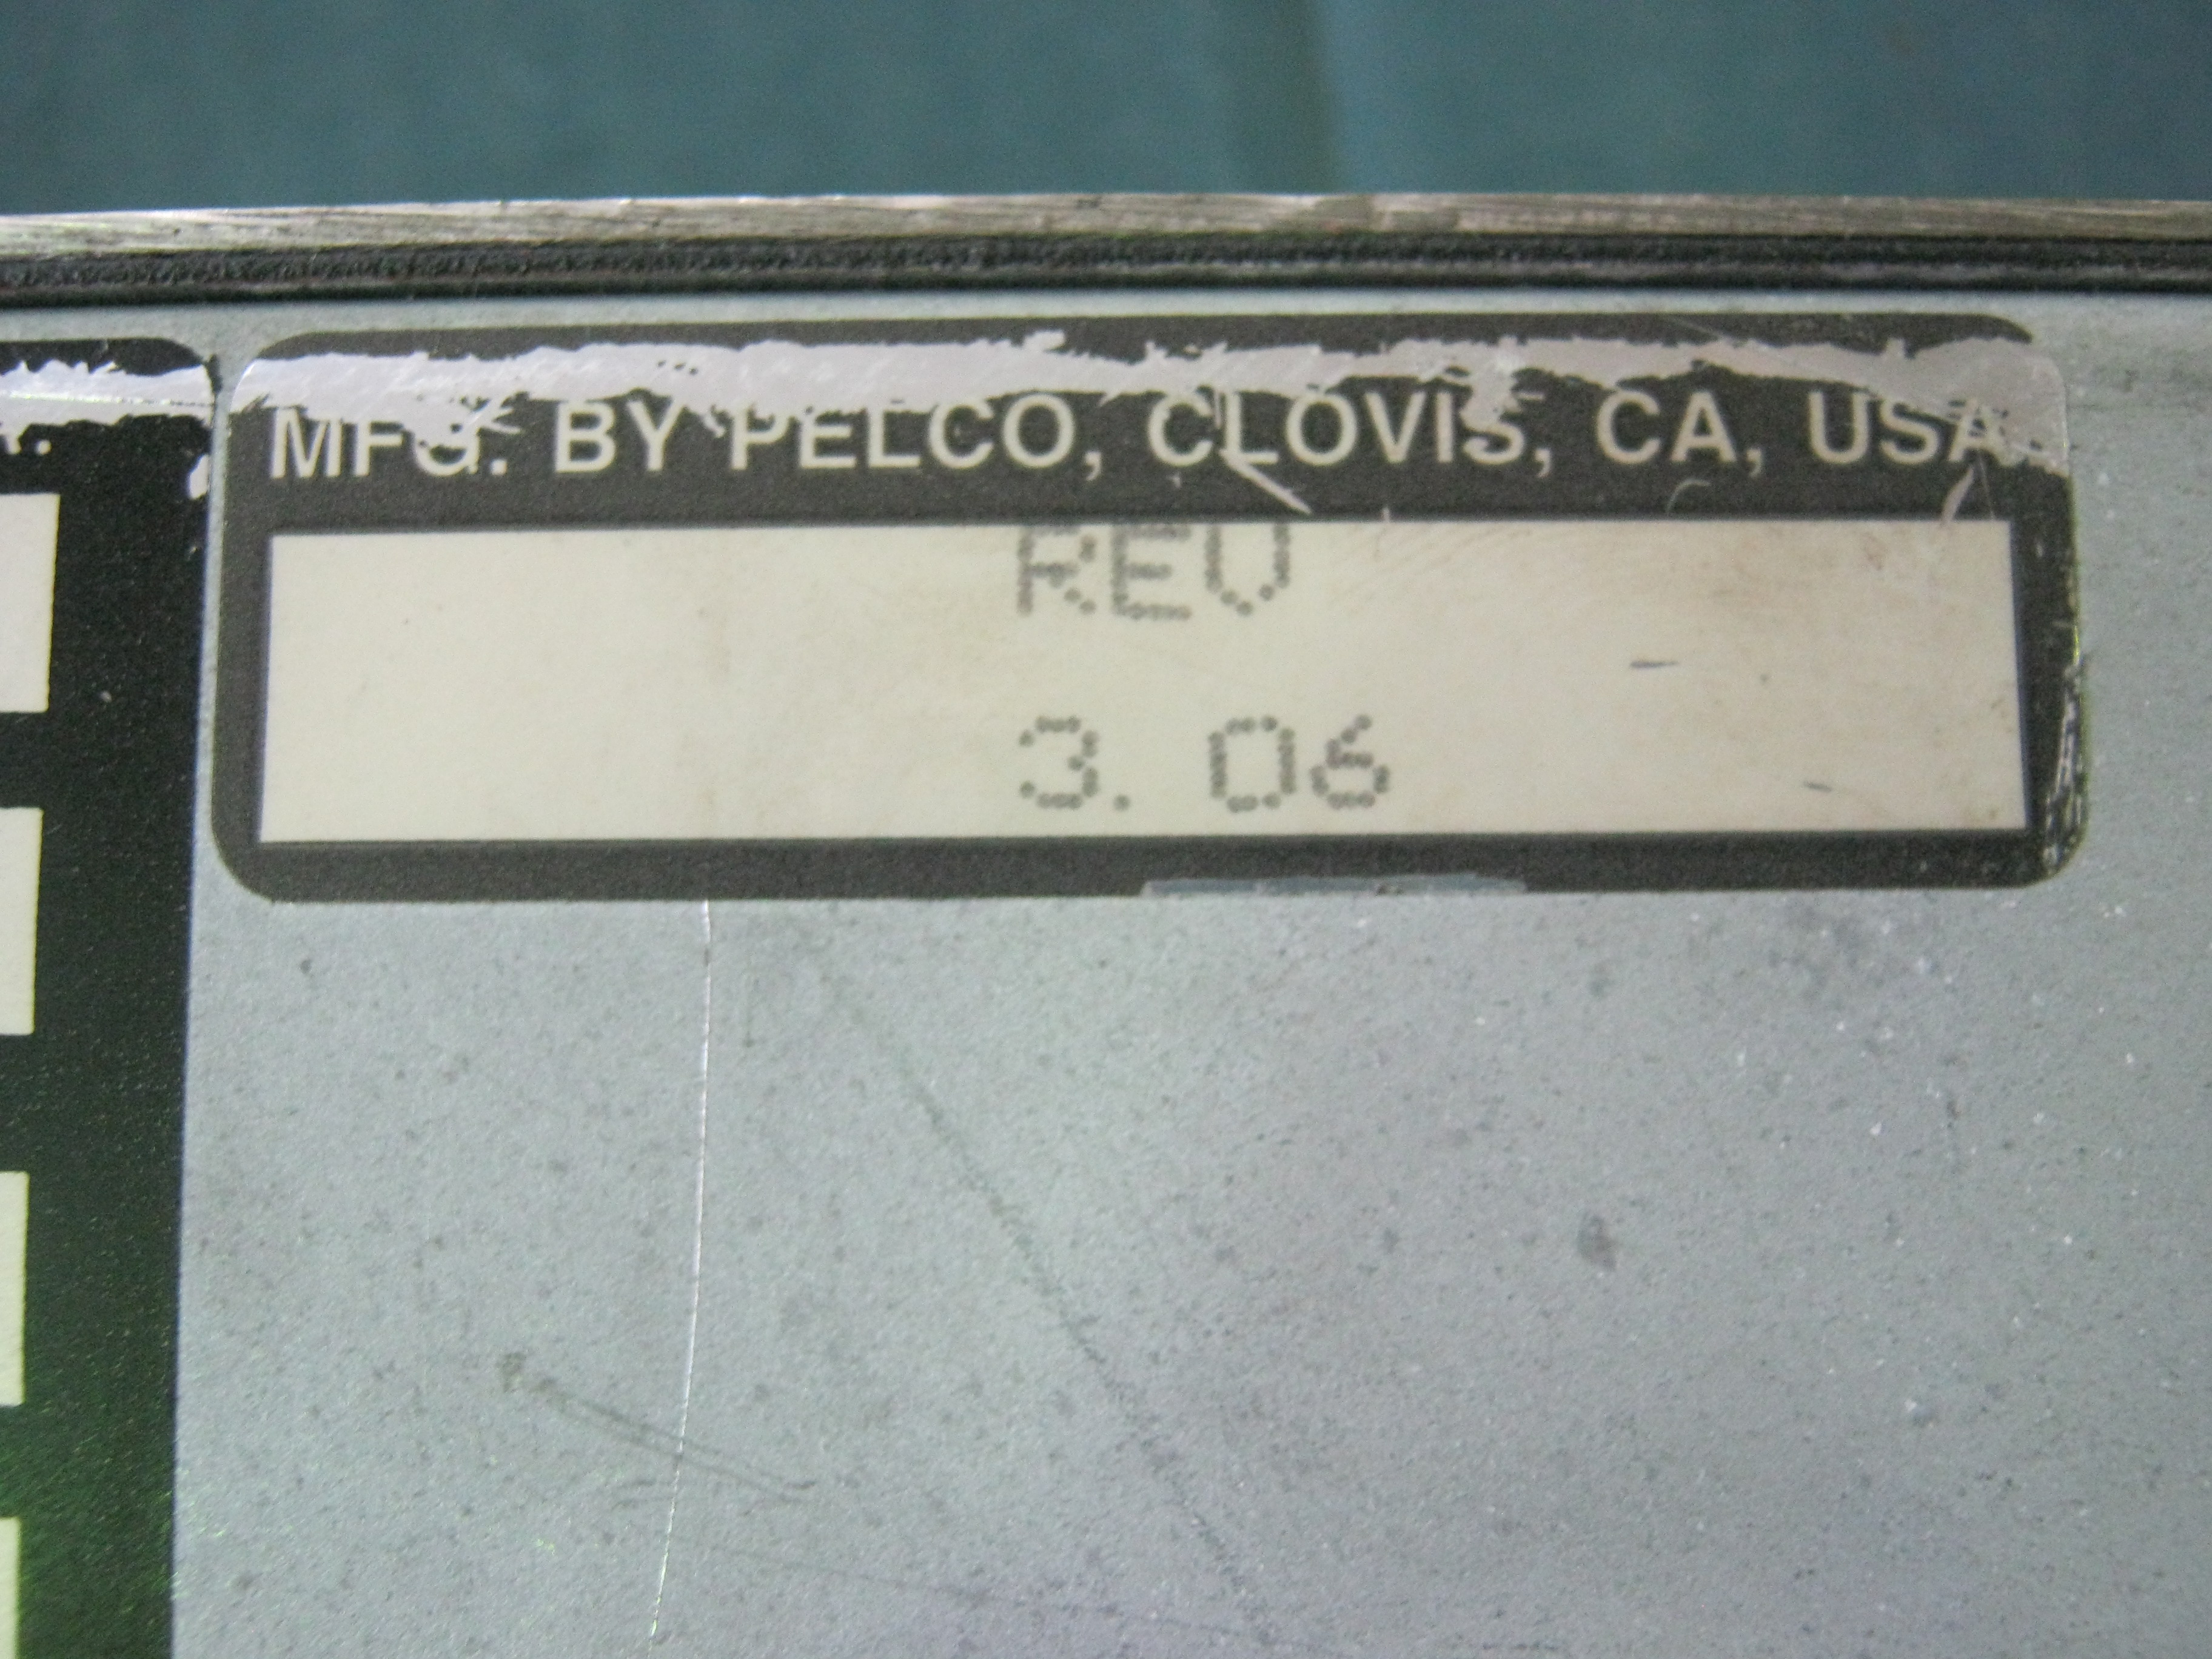 MFG. BY PELCO, CLOVIS, CA, USA
REV
3.06